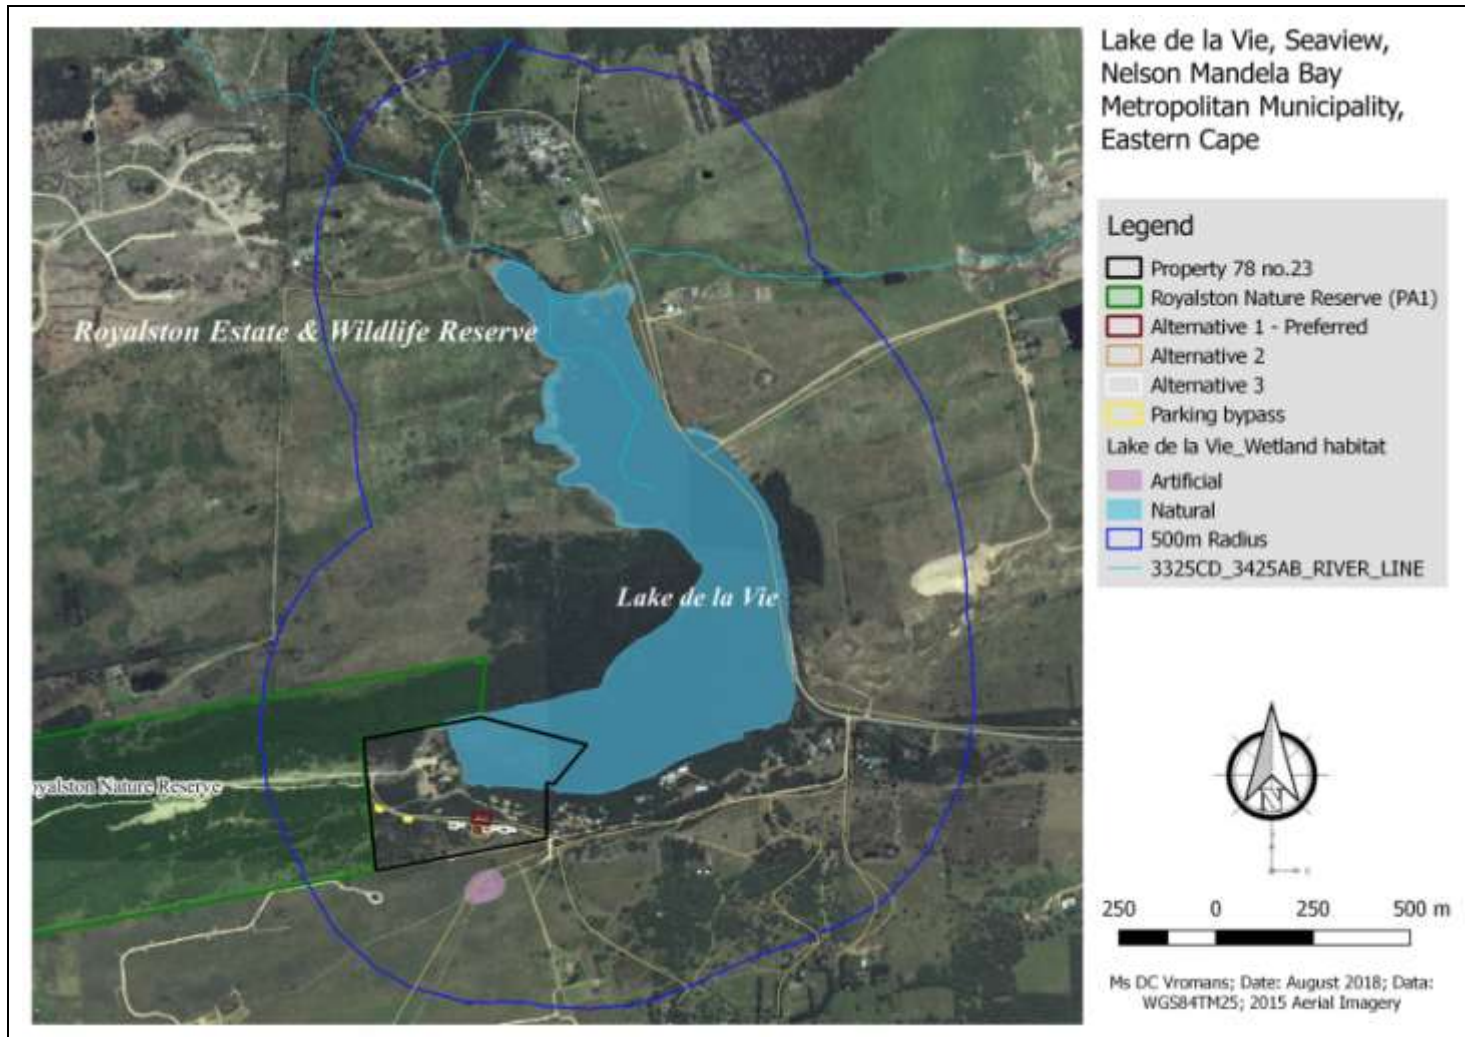 Lake de la Vie, Seaview,
Nelson Mandela Bay
Metropolitan Municipality,
Eastern Cape
Legend
Property 78 no.23
Royalston Nature Reserve (PA1)
Alternative 1 - Preferred
Alternative 2
Alternative 3
Parking bypass
Lake de la Vie_Wetland habitat
Artificial
Natural
500m Radius
3325CD_3425AB_RIVER_LINE
Royalston Estate & Wildlife Reserve
Lake de la Vie
oyalston Nature Reserve
N
250 0 250 500 m
Ms DC Vromans; Date: August 2018; Data:
WGS84TM25; 2015 Aerial Imagery